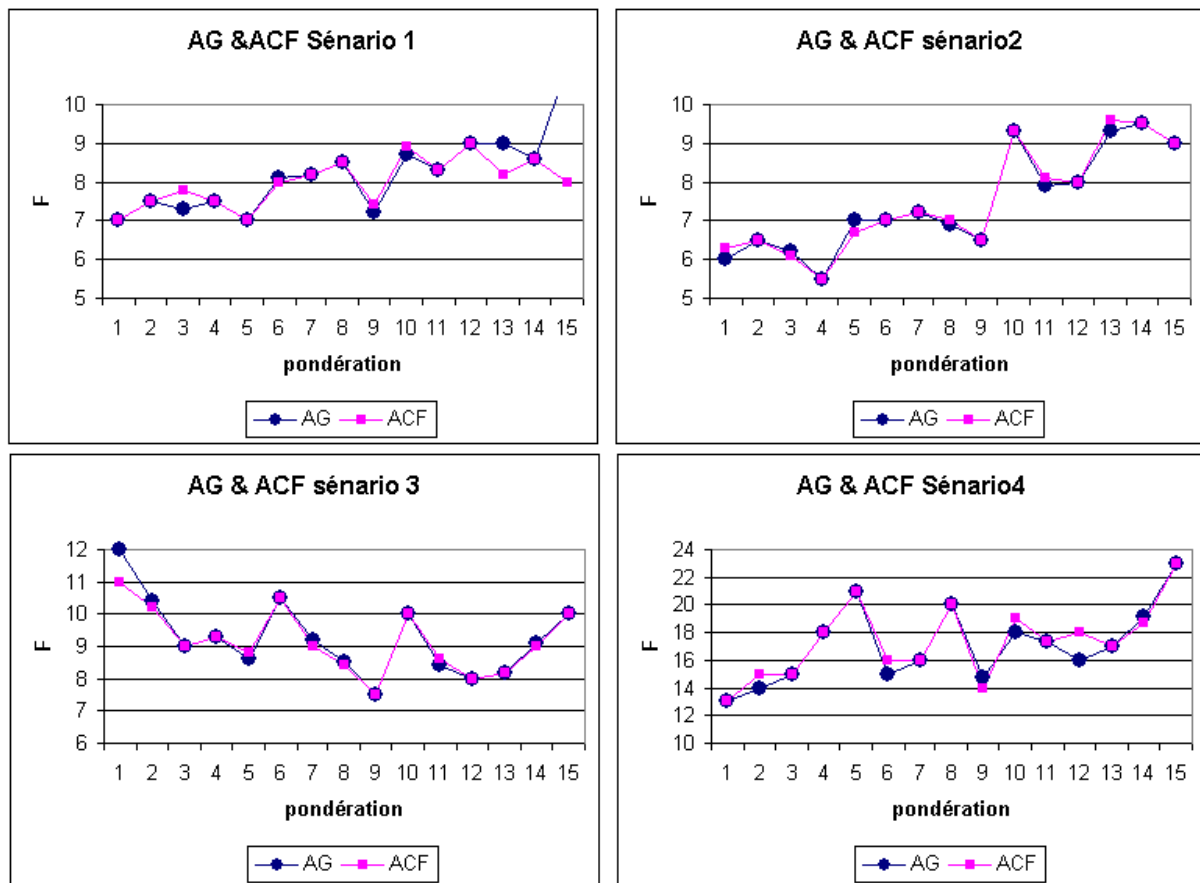 AG &ACF Sénario 1
F
10
9
8
7
6
5
1 2 3 4 5 6 7 8 9 10 11 12 13 14 15
pondération
AG ACF
AG & ACF sénario2
F
10
9
8
7
6
5
1 2 3 4 5 6 7 8 9 10 11 12 13 14 15
pondération
AG ACF
AG & ACF sénario 3
F
12
11
10
9
8
7
6
1 2 3 4 5 6 7 8 9 10 11 12 13 14 15
pondération
AG ACF
AG & ACF Sénario4
F
24
22
20
18
16
14
12
10
1 2 3 4 5 6 7 8 9 10 11 12 13 14 15
pondération
AG ACF